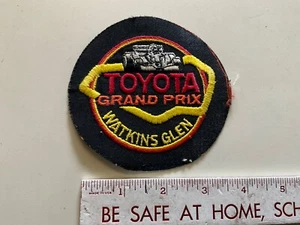 TOYOTA
GRAND PRIX
WATKINS GLEN
1 2 3 4 5
BE SAFE AT HOME, SCH